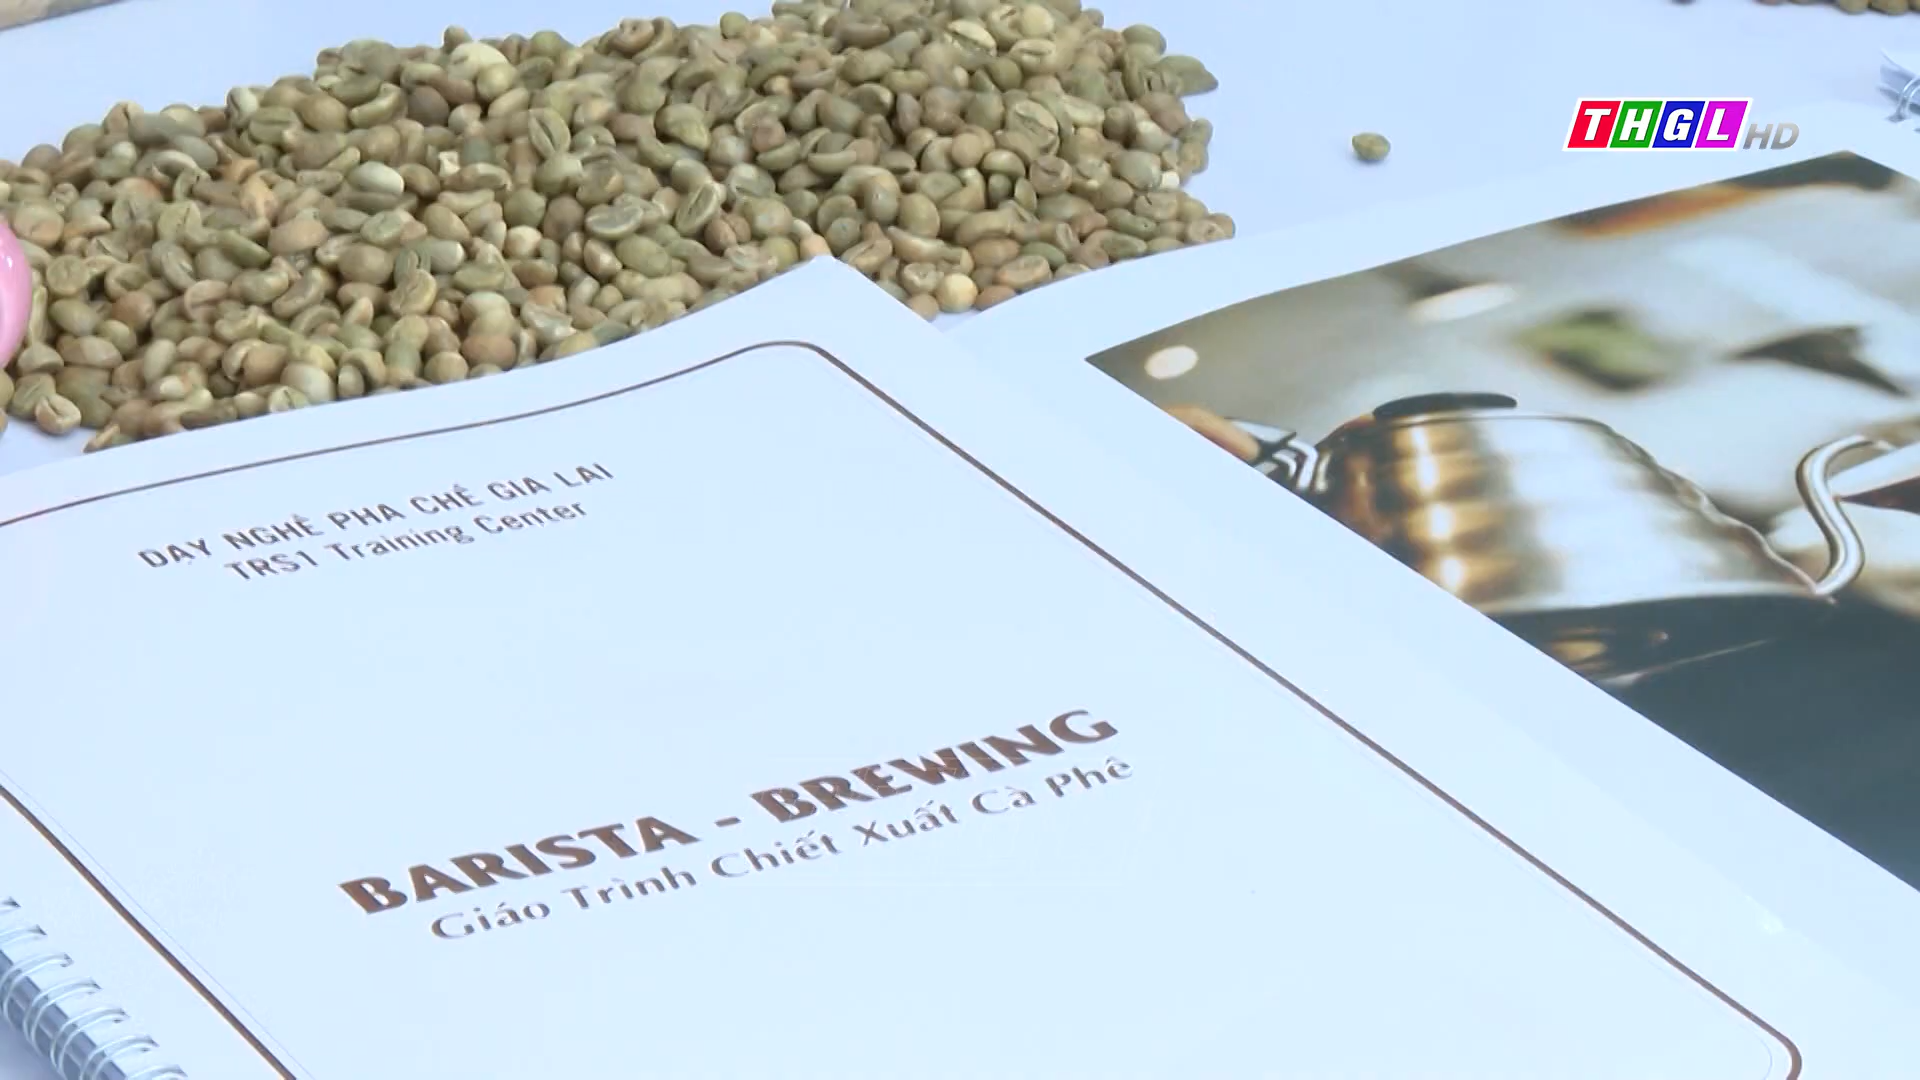 THGL HD
DẠY NGHỀ PHA CHẾ GIA LAI
TRS1 Training Center
BARISTA - BREWING
Giáo Trình Chiết Xuất Cà Phê